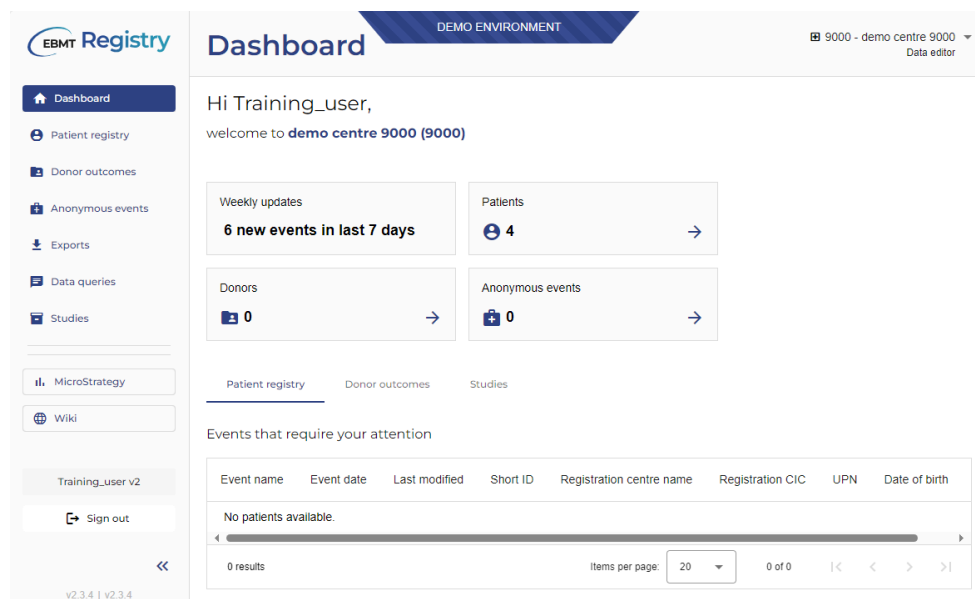 EBMT Registry
Dashboard
DEMO ENVIRONMENT
9000 - demo centre 9000
Data editor
Dashboard
Patient registry
Donor outcomes
Anonymous events
Exports
Data queries
Studies
MicroStrategy
Wiki
Training_user v2
Sign out
v2.3.4 | v2.3.4
Hi Training_user,
welcome to demo centre 9000 (9000)
Weekly updates
6 new events in last 7 days
Patients
4
Donors
0
Anonymous events
0
Patient registry Donor outcomes Studies
Events that require your attention
Event name Event date Last modified Short ID Registration centre name Registration CIC UPN Date of birth
No patients available.
0 results Items per page: 20 0 of 0